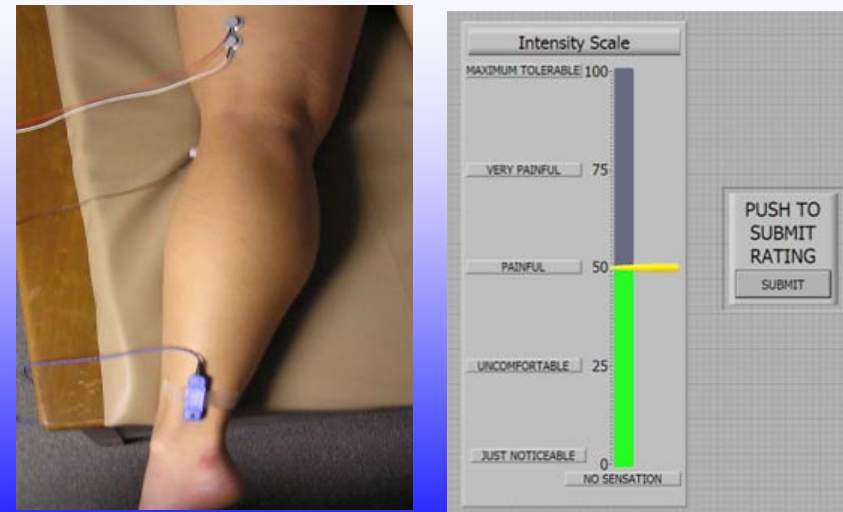 Intensity Scale
MAXIMUM TOLERABLE 100
VERY PAINFUL 75
PAINFUL 50
UNCOMFORTABLE 25
JUST NOTICEABLE
0
NO SENSATION
PUSH TO
SUBMIT
RATING
SUBMIT